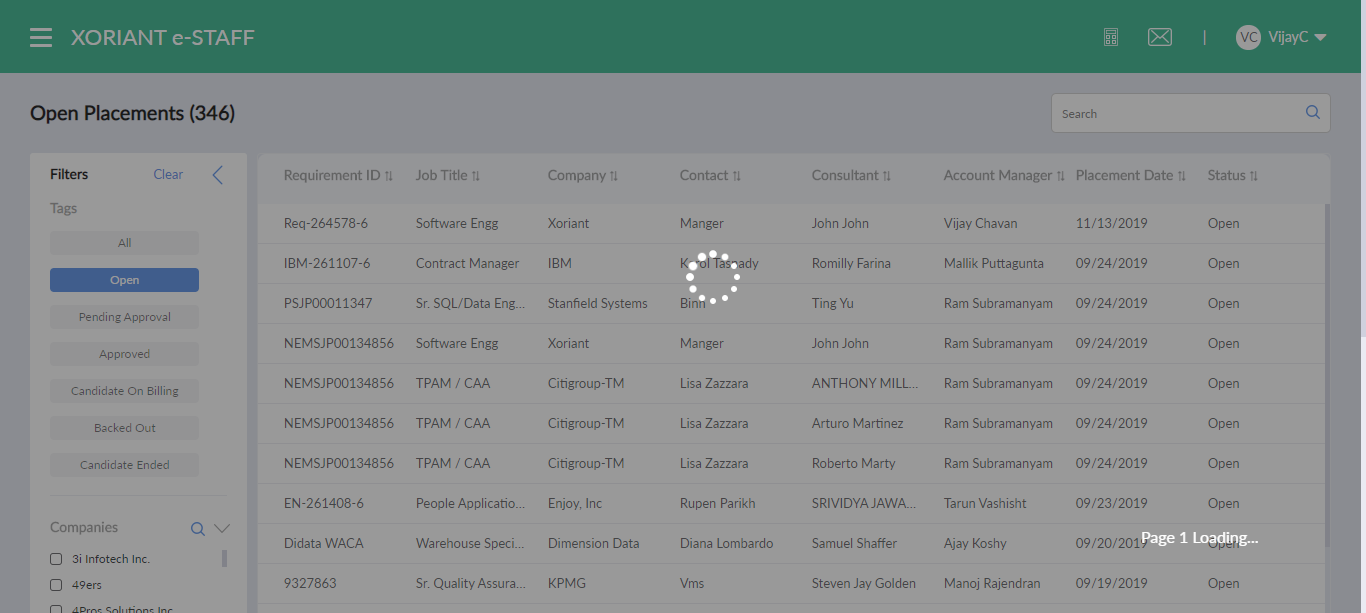 XORIANT e-STAFF | VC VijayC
Open Placements (346) Search
Filters Clear
Tags
All
Open
Pending Approval
Approved
Candidate On Billing
Backed Out
Candidate Ended
Companies
3i Infotech Inc.
49ers
4Pros Solutions Inc
Requirement ID Job Title Company Contact Consultant Account Manager Placement Date Status
Req-264578-6 Software Engg Xoriant Manger John John Vijay Chavan 11/13/2019 Open
IBM-261107-6 Contract Manager IBM Romilly Farina Mallik Puttagunta 09/24/2019 Open
PSJP00011347 Sr. SQL/Data Eng... Stanfield Systems Ting Yu Ram Subramanyam 09/24/2019 Open
NEMSJP00134856 Software Engg Xoriant Manger John John Ram Subramanyam 09/24/2019 Open
NEMSJP00134856 TPAM / CAA Citigroup-TM Lisa Zazzara ANTHONY MILL... Ram Subramanyam 09/24/2019 Open
NEMSJP00134856 TPAM / CAA Citigroup-TM Lisa Zazzara Arturo Martinez Ram Subramanyam 09/24/2019 Open
NEMSJP00134856 TPAM / CAA Citigroup-TM Lisa Zazzara Roberto Marty Ram Subramanyam 09/24/2019 Open
EN-261408-6 People Applicatio... Enjoy, Inc Rupen Parikh SRIVIDYA JAWA... Tarun Vashisht 09/23/2019 Open
Didata WACA Warehouse Speci... Dimension Data Diana Lombardo Samuel Shaffer Ajay Koshy 09/20/2019 Open
Page 1 Loading...
9327863 Sr. Quality Assura... KPMG Vms Steven Jay Golden Manoj Rajendran 09/19/2019 Open